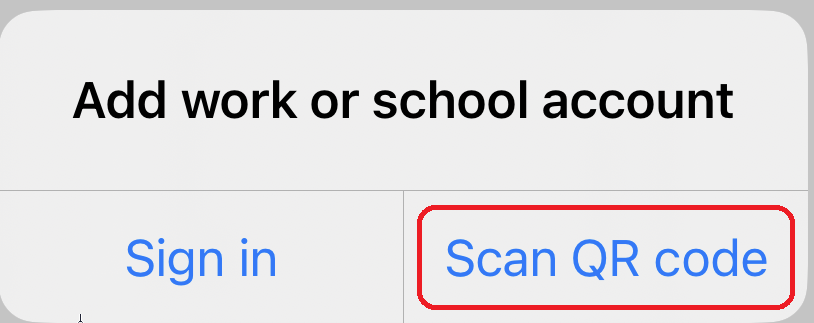 Add work or school account
Sign in
Scan QR code